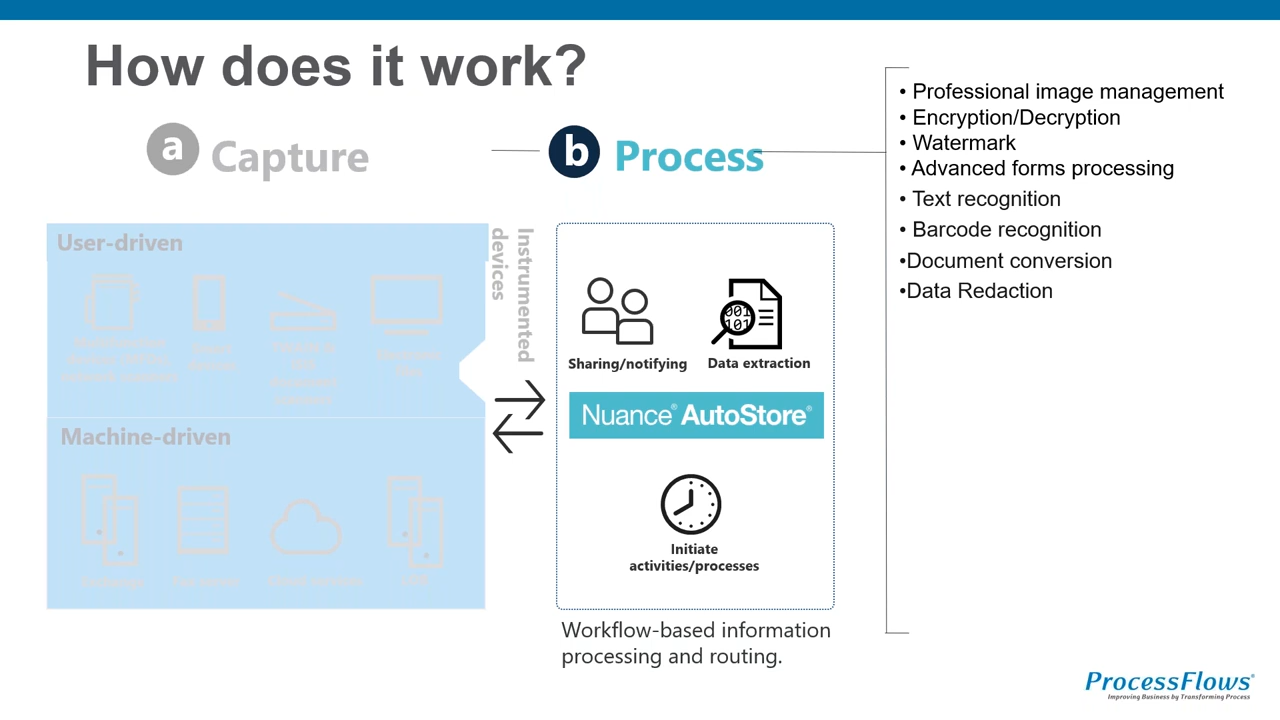 How does it work?
a Capture
b Process
• Professional image management
• Encryption/Decryption
• Watermark
• Advanced forms processing
• Text recognition
• Barcode recognition
•Document conversion
•Data Redaction
User-driven
Instrumented
devices
Machine-driven
Sharing/notifying
Data extraction
001
101
Nuance® AutoStore®
Initiate
activities/processes
Workflow-based information
processing and routing.
ProcessFlows®
Improving Business by Transforming Process